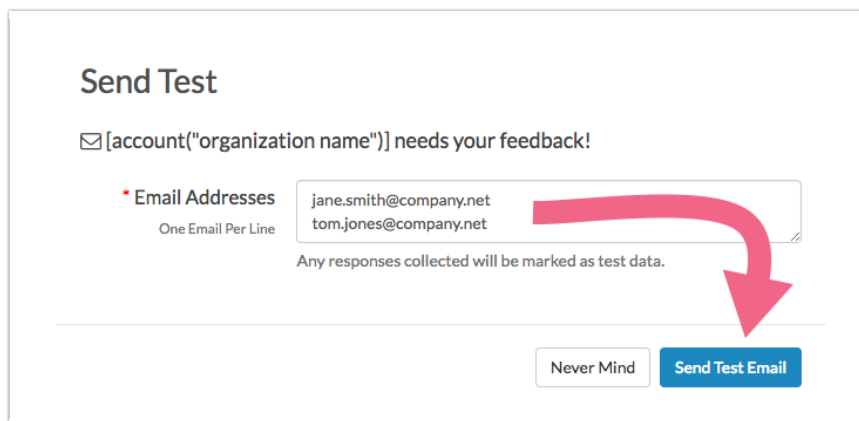 Send Test
[account("organization name")] needs your feedback!
* Email Addresses
One Email Per Line
jane.smith@company.net
tom.jones@company.net
Any responses collected will be marked as test data.
Never Mind
Send Test Email